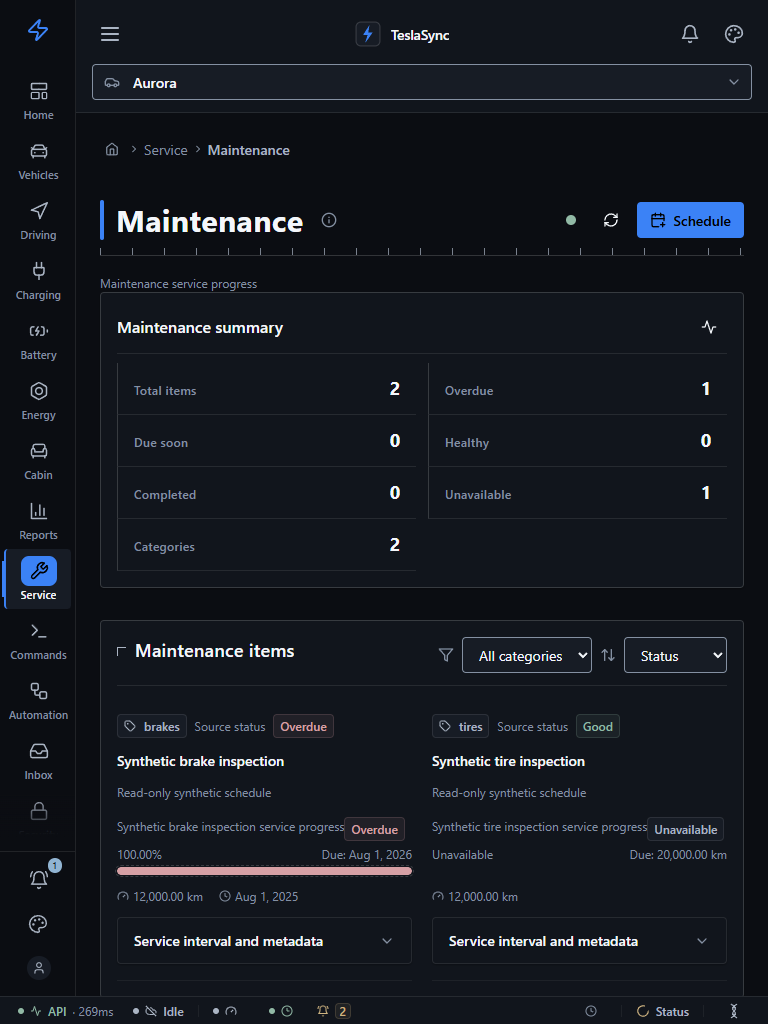 TeslaSync
Aurora
Home
Vehicles
Driving
Charging
Battery
Energy
Cabin
Reports
Service
Commands
Automation
Inbox
1
Service > Maintenance
Maintenance
Schedule
Maintenance service progress
Maintenance summary
Total items 2
Overdue 1
Due soon 0
Healthy 0
Completed 0
Unavailable 1
Categories 2
Maintenance items
All categories
Status
brakes Source status Overdue
Synthetic brake inspection
Read-only synthetic schedule
Synthetic brake inspection service progress Overdue
100.00% Due: Aug 1, 2026
12,000.00 km Aug 1, 2025
Service interval and metadata
tires Source status Good
Synthetic tire inspection
Read-only synthetic schedule
Synthetic tire inspection service progress Unavailable
Unavailable Due: 20,000.00 km
12,000.00 km
Service interval and metadata
API · 269ms
Idle
2
Status